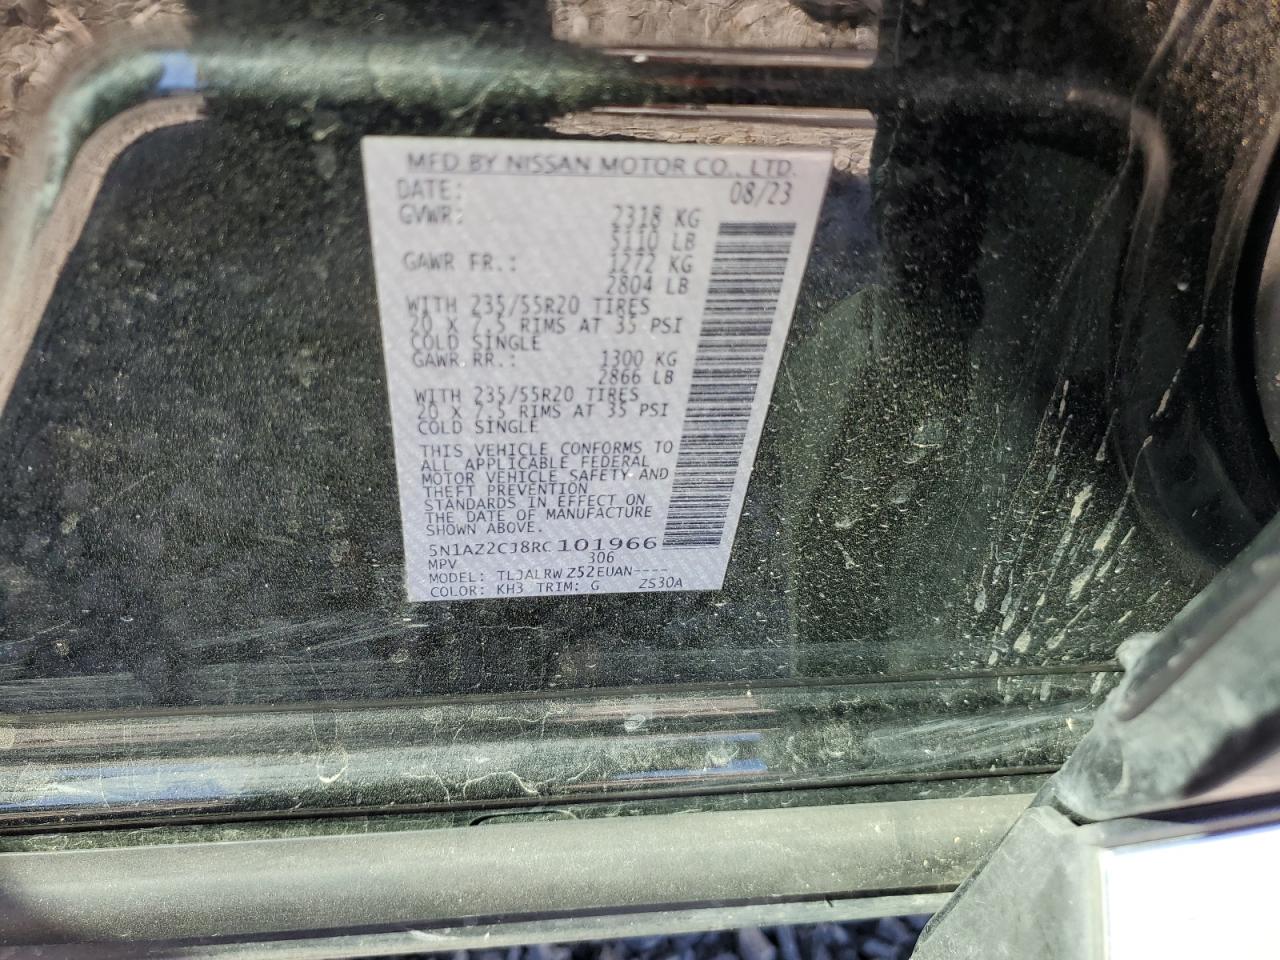 MFD BY NISSAN MOTOR CO., LTD.
DATE: 08/23
GVWR: 2318 KG
5110 LB
GAWR FR.: 1272 KG
2804 LB
WITH 235/55R20 TIRES
20 X 7.5 RIMS AT 35 PSI
COLD SINGLE
GAWR RR.: 1300 KG
2866 LB
WITH 235/55R20 TIRES
20 X 7.5 RIMS AT 35 PSI
COLD SINGLE
THIS VEHICLE CONFORMS TO
ALL APPLICABLE FEDERAL
MOTOR VEHICLE SAFETY AND
THEFT PREVENTION
STANDARDS IN EFFECT ON
THE DATE OF MANUFACTURE
SHOWN ABOVE.
5N1AZ2CJ8RC101966
MPV 306
MODEL: TLJALRWZ52EUAN----
COLOR: KH3 TRIM: G ZS30A